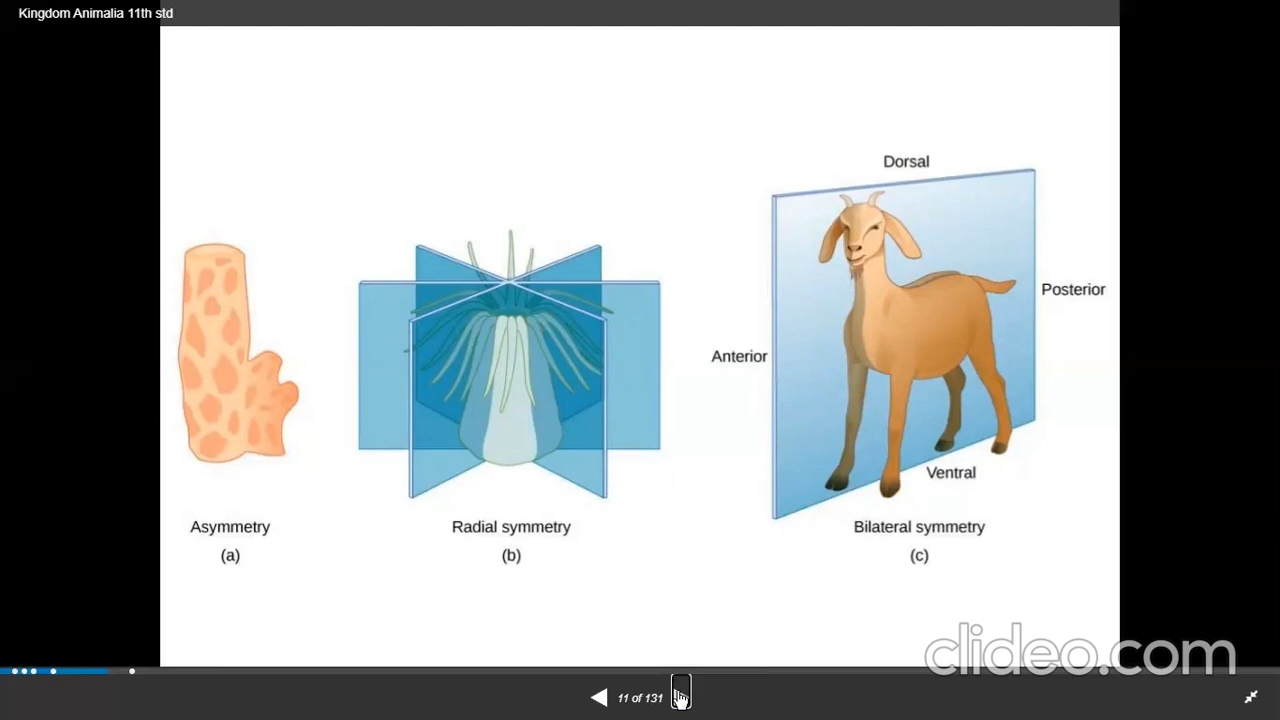 Kingdom Animalia 11th std
Dorsal
Posterior
Anterior
Ventral
Asymmetry
(a)
Radial symmetry
(b)
Bilateral symmetry
(c)
clideo.com
11 of 131